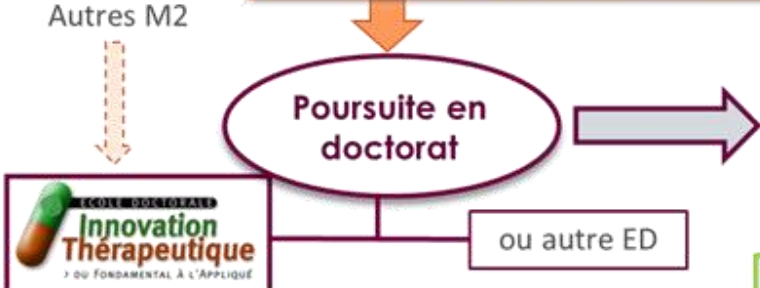 Autres M2
Poursuite en
doctorat
ECOLE DOCTORALE
Innovation
Thérapeutique
> DU FONDAMENTAL À L'APPLIQUÉ
ou autre ED